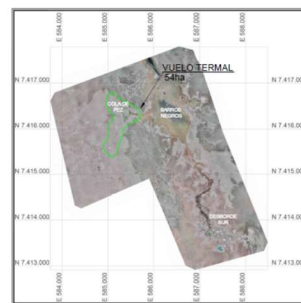 E 584.000
E 585.000
E 586.000
E 587.000
E 588.000
N 7.417.000
N 7.416.000
N 7.415.000
N 7.414.000
N 7.413.000
VUELO TERMAL
54ha
COLA DE
PEZ
BARROS
NEGROS
DESBORDE
SUR
N 7.417.000
N 7.416.000
N 7.415.000
N 7.414.000
N 7.413.000
E 584.000
E 585.000
E 586.000
E 587.000
E 588.000